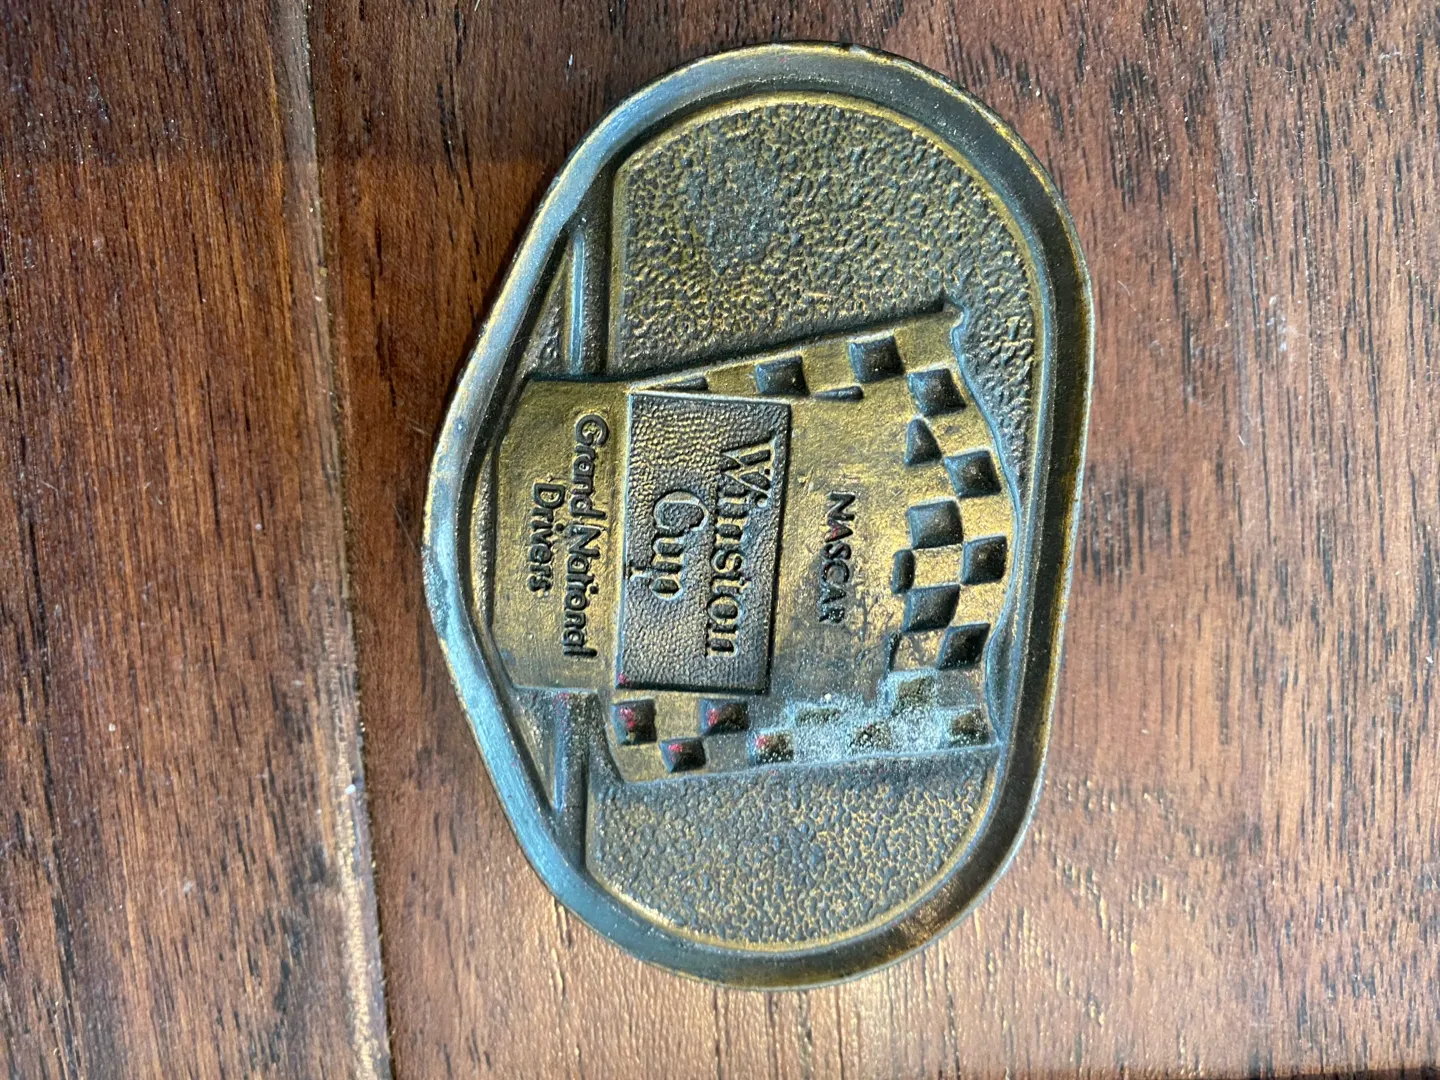 NASCAR
Winston
Cup
Grand National
Drivers